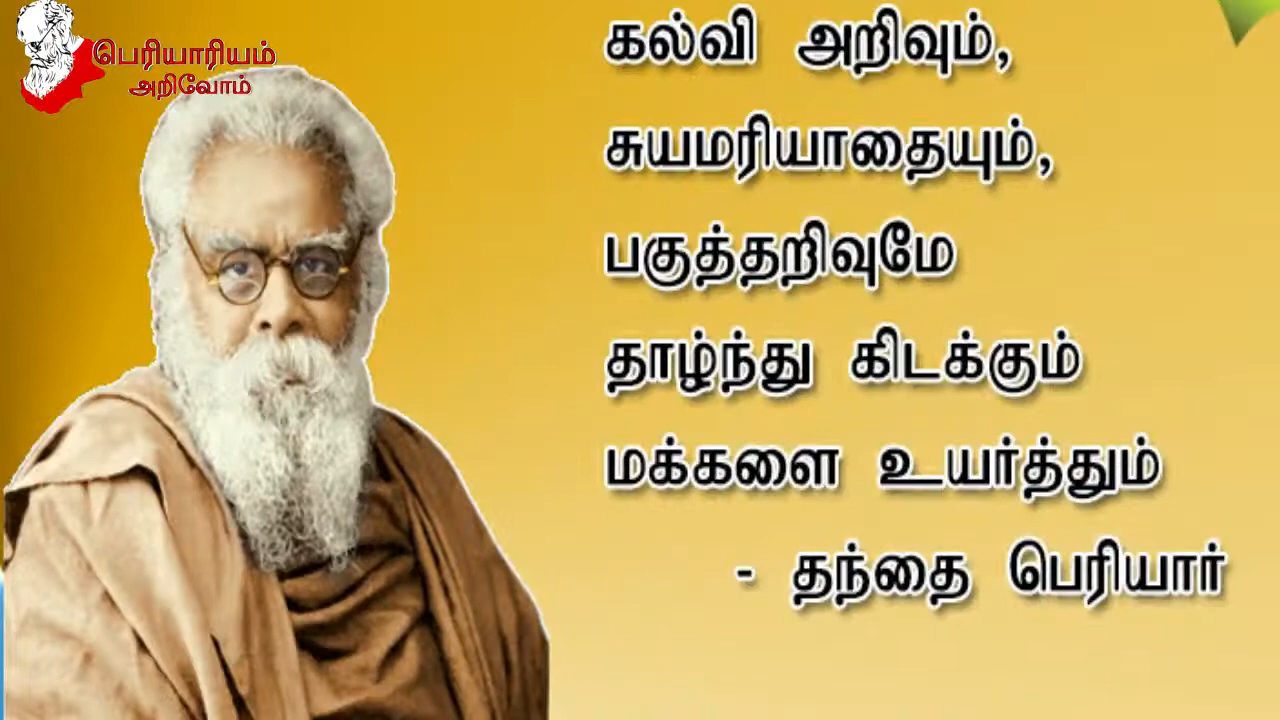 பெரியாரியம்
அறிவோம்
கல்வி அறிவும்,
சுயமரியாதையும்,
பகுத்தறிவுமே
தாழ்ந்து கிடக்கும்
மக்களை உயர்த்தும்
- தந்தை பெரியார்